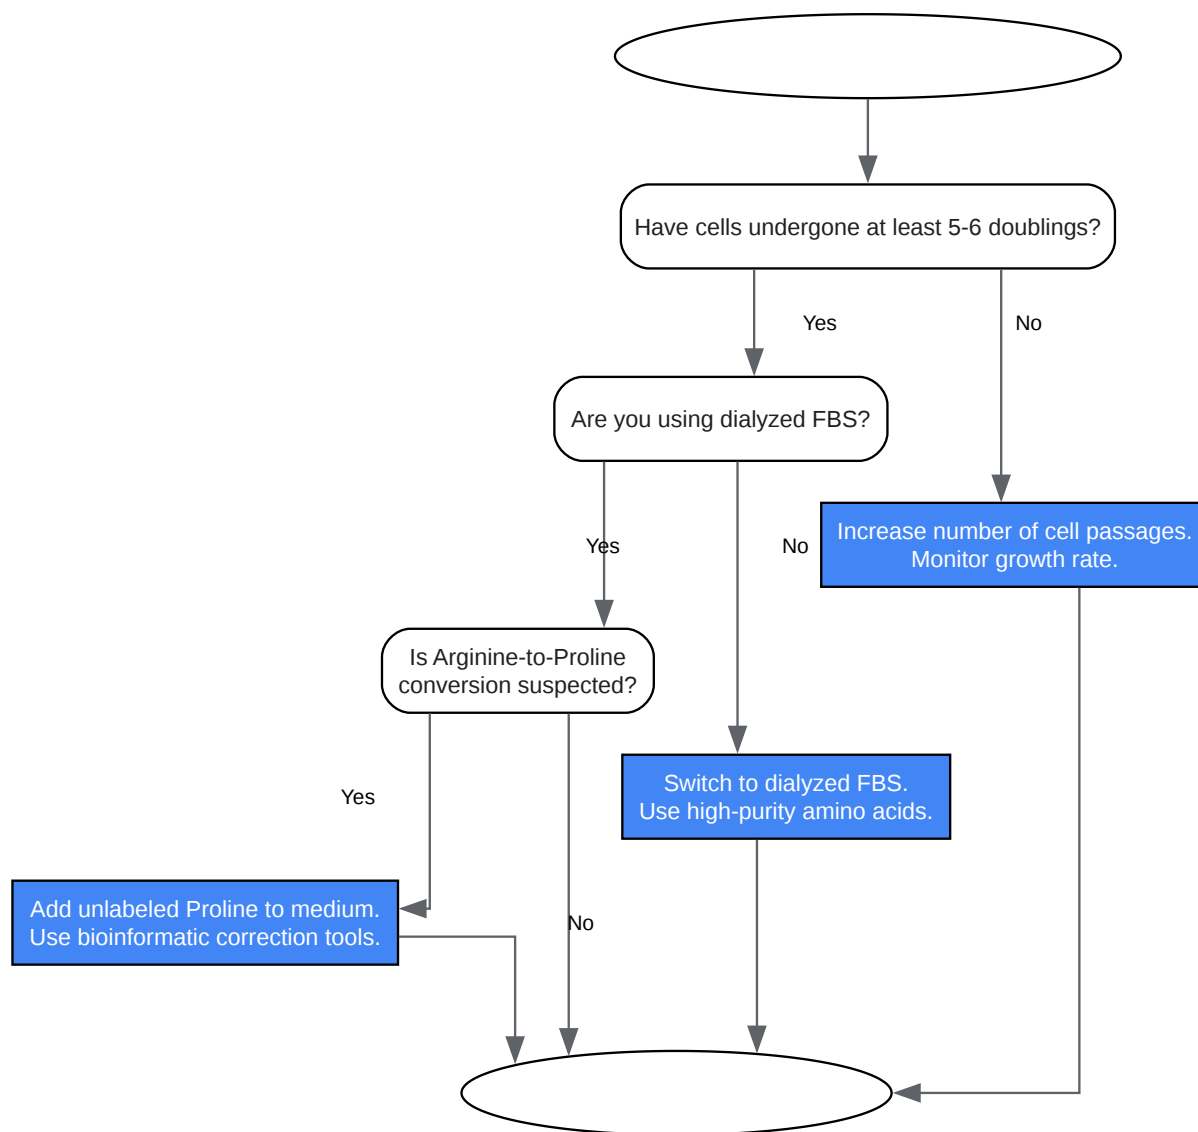 Have cells undergone at least 5-6 doublings?
Yes
No
Are you using dialyzed FBS?
Increase number of cell passages.
Monitor growth rate.
Yes
No
Is Arginine-to-Proline
conversion suspected?
Switch to dialyzed FBS.
Use high-purity amino acids.
Yes
Add unlabeled Proline to medium.
Use bioinformatic correction tools.
No